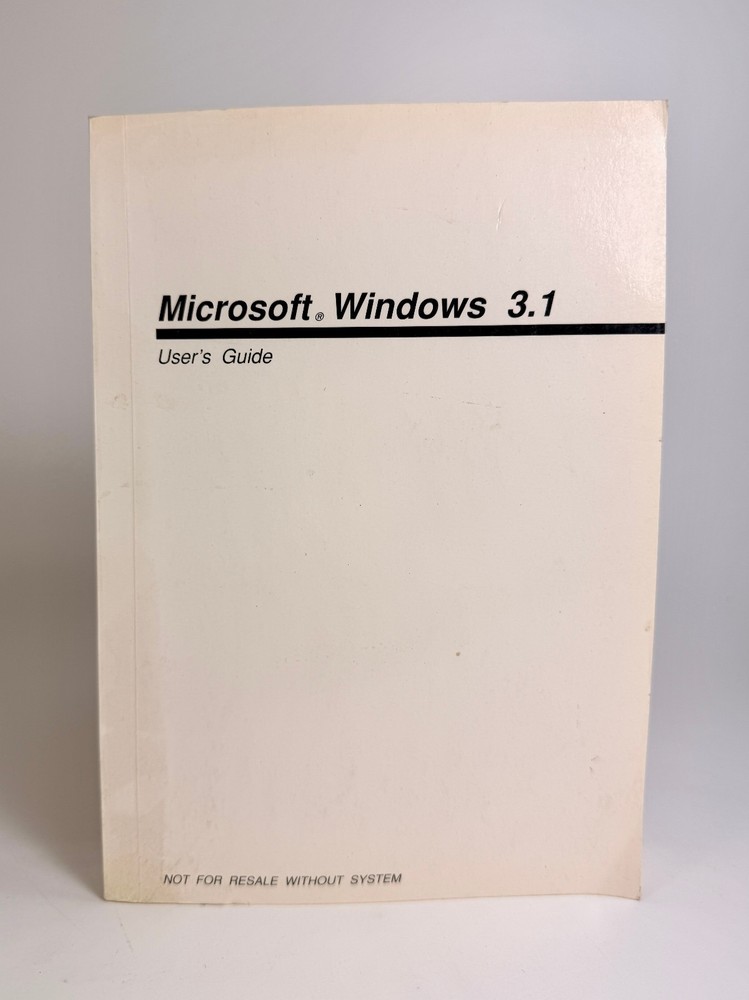 Microsoft® Windows 3.1
User's Guide
NOT FOR RESALE WITHOUT SYSTEM